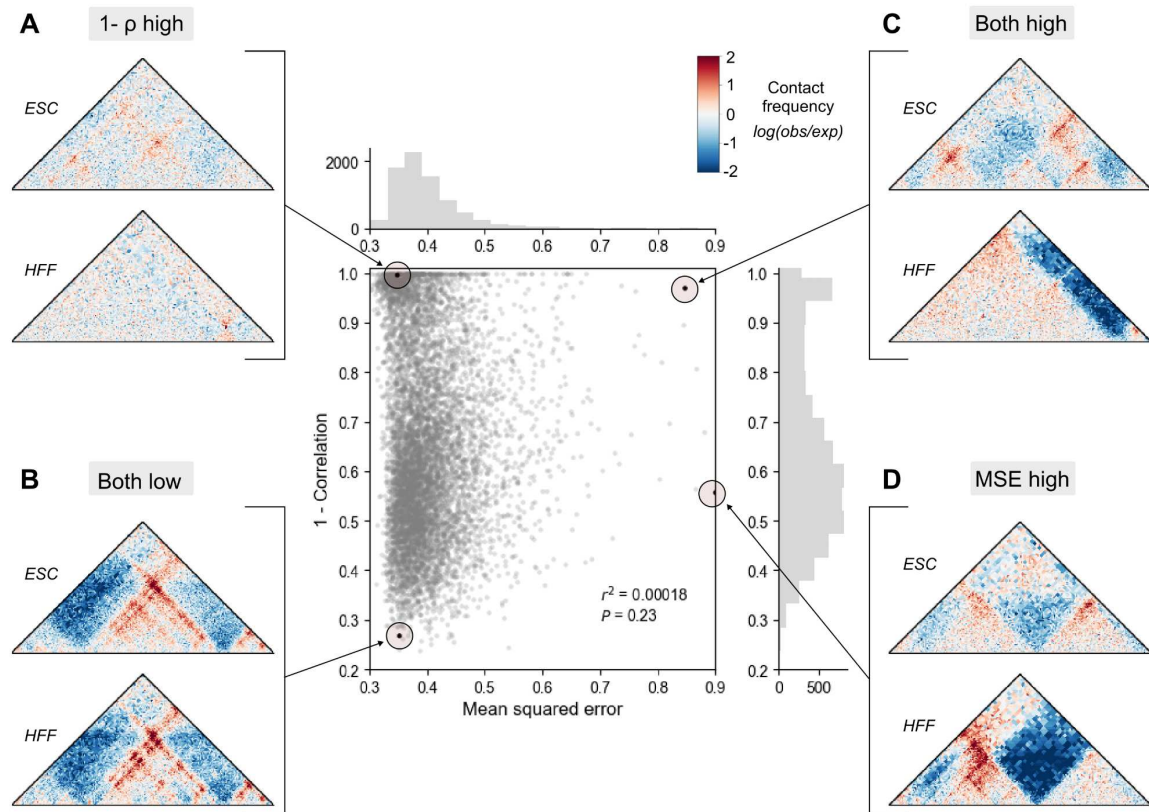 A
1- ρ high
ESC
HFF
B
Both low
ESC
HFF
C
Both high
ESC
HFF
D
MSE high
ESC
HFF
2
1
0
-1
-2
Contact
frequency
log(obs/exp)
2000
0
0.3 0.4 0.5 0.6 0.7 0.8 0.9
1.0
0.9
0.8
0.7
0.6
0.5
0.4
0.3
0.2
1 - Correlation
r² = 0.00018
P = 0.23
0.3 0.4 0.5 0.6 0.7 0.8 0.9
Mean squared error
1.0
0.9
0.8
0.7
0.6
0.5
0.4
0.3
0.2
0 500